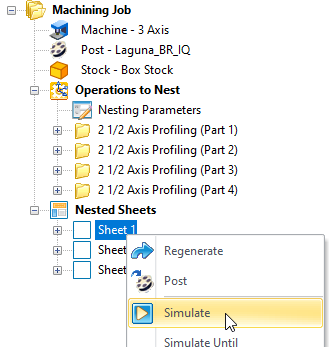 Machining Job
Machine - 3 Axis
Post - Laguna_BR_IQ
Stock - Box Stock
Operations to Nest
Nesting Parameters
2 1/2 Axis Profiling (Part 1)
2 1/2 Axis Profiling (Part 2)
2 1/2 Axis Profiling (Part 3)
2 1/2 Axis Profiling (Part 4)
Nested Sheets
Sheet 1
Sheet
Sheet
Regenerate
Post
Simulate
Simulate Until